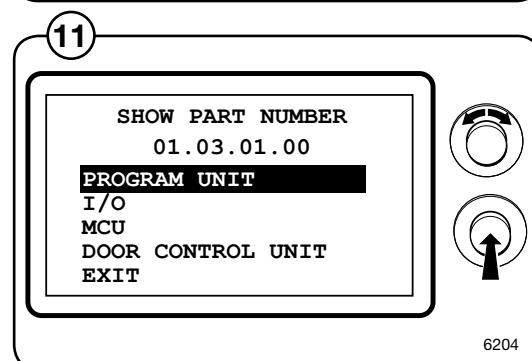 11
SHOW PART NUMBER
01.03.01.00
PROGRAM UNIT
I/O
MCU
DOOR CONTROL UNIT
EXIT
6204